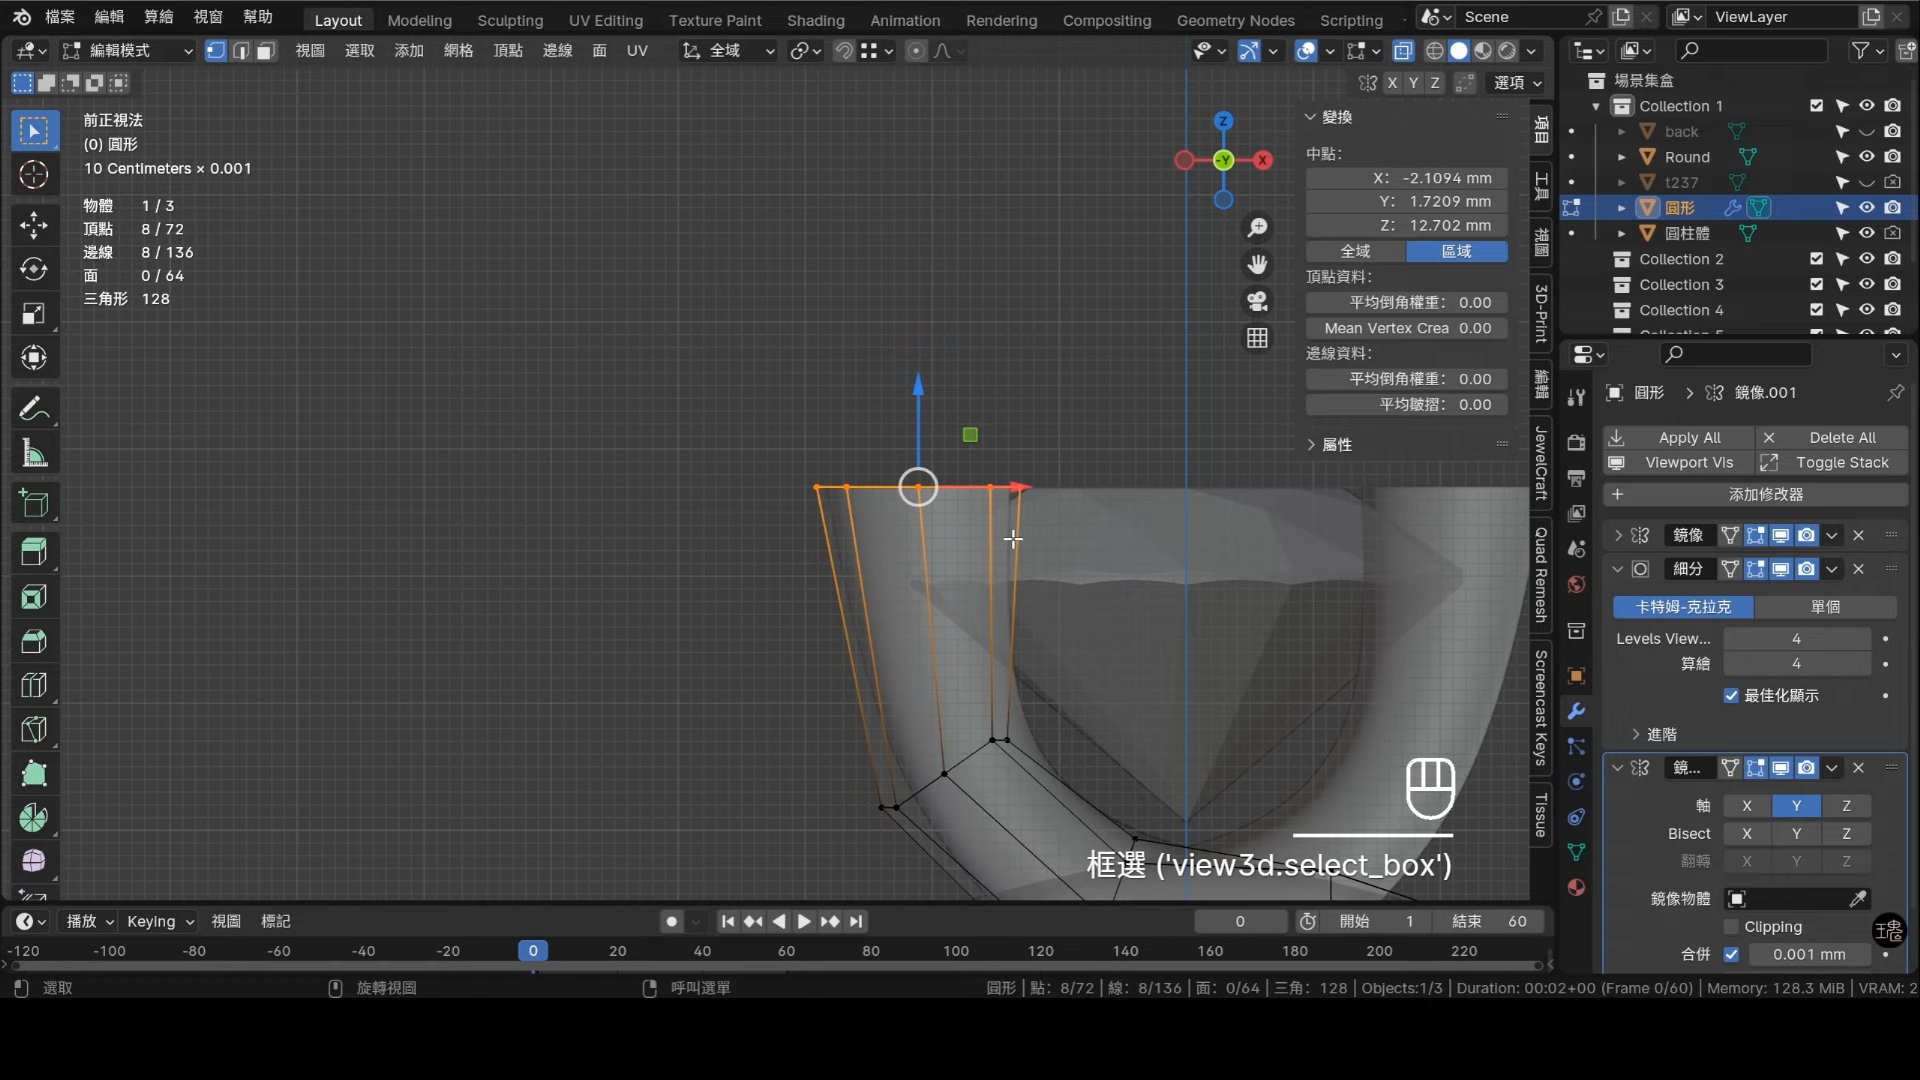 檔案 編輯 算繪 視窗 幫助 Layout Modeling Sculpting UV Editing Texture Paint Shading Animation Rendering Compositing Geometry Nodes Scripting Scene ViewLayer
編輯模式 視圖 選取 添加 網格 頂點 邊線 面 UV 全域
X Y Z 選項
前正視法
(0) 圓形
10 Centimeters × 0.001
物體 1 / 3
頂點 8 / 72
邊線 8 / 136
面 0 / 64
三角形 128
Z
Y
X
變換
中點:
X: -2.1094 mm
Y: 1.7209 mm
Z: 12.702 mm
全域 區域
頂點資料:
平均倒角權重: 0.00
Mean Vertex Crea 0.00
邊線資料:
平均倒角權重: 0.00
平均皺摺: 0.00
屬性
項目
工具
視圖
3D-Print
編輯
JewelCraft
Quad Remesh
Screencast Keys
Tissue
框選 ('view3d.select_box')
場景集盒
Collection 1
back
Round
t237
圓形
圓柱體
Collection 2
Collection 3
Collection 4
圓形 > 鏡像.001
Apply All Delete All
Viewport Vis Toggle Stack
添加修改器
鏡像
細分
卡特姆-克拉克 單個
Levels View... 4
算繪 4
最佳化顯示
進階
鏡...
軸 X Y Z
Bisect X Y Z
翻轉 X Y Z
鏡像物體
Clipping
合併 0.001 mm
播放 Keying 視圖 標記 0 開始 1 結束 60
-120 -100 -80 -60 -40 -20 0 20 40 60 80 100 120 140 160 180 200 220
選取 旋轉視圖 呼叫選單 圓形 | 點: 8/72 | 線: 8/136 | 面: 0/64 | 三角: 128 | Objects:1/3 | Duration: 00:02+00 (Frame 0/60) | Memory: 128.3 MiB | VRAM: 2